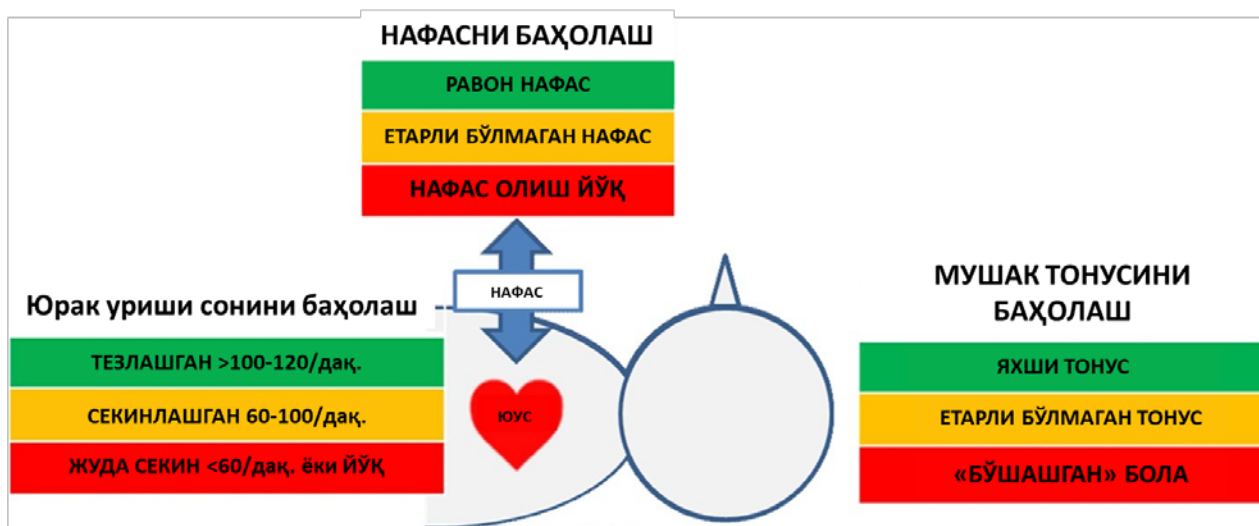 НАФАСНИ БАҲОЛАШ
РАВОН НАФАС
ЕТАРЛИ БЎЛМАГАН НАФАС
НАФАС ОЛИШ ЙЎҚ
НАФАС
Юрак уриши сонини баҳолаш
ТЕЗЛАШГАН >100-120/дақ.
СЕКИНЛАШГАН 60-100/дақ.
ЖУДА СЕКИН <60/дақ. ёки ЙЎҚ
ЮУС
МУШАК ТОНУСИНИ
БАҲОЛАШ
ЯХШИ ТОНУС
ЕТАРЛИ БЎЛМАГАН ТОНУС
«БЎШАШГАН» БОЛА